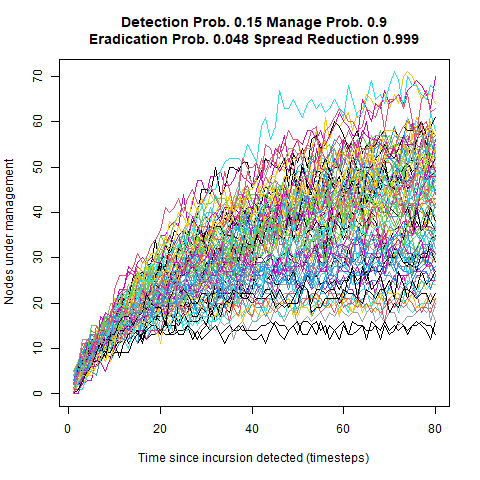 Detection Prob. 0.15 Manage Prob. 0.9
Eradication Prob. 0.048 Spread Reduction 0.999
Nodes under management
70
60
50
40
30
20
10
0
0 20 40 60 80
Time since incursion detected (timesteps)